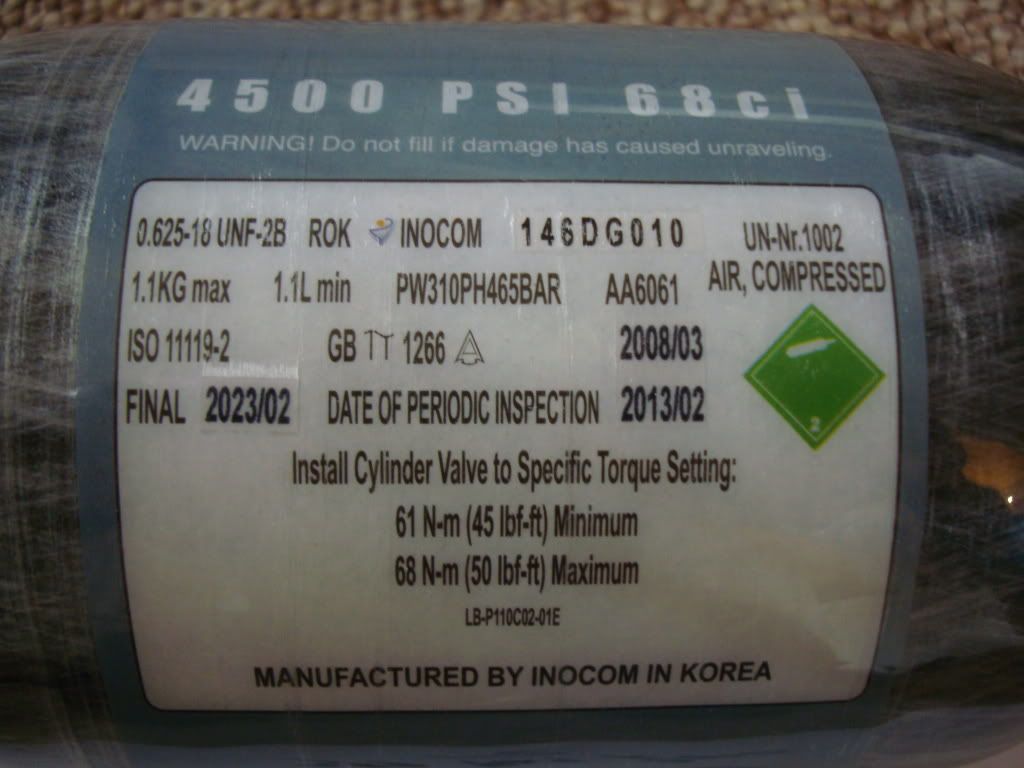 4500 PSI 68ci
WARNING! Do not fill if damage has caused unraveling.
0.625-18 UNF-2B ROK INOCOM 146DG010 UN-Nr.1002
1.1KG max 1.1L min PW310PH465BAR AA6061 AIR, COMPRESSED
ISO 11119-2 GB 1266 2008/03
FINAL 2023/02 DATE OF PERIODIC INSPECTION 2013/02
2
Install Cylinder Valve to Specific Torque Setting:
61 N-m (45 lbf-ft) Minimum
68 N-m (50 lbf-ft) Maximum
LB-P110C02-01E
MANUFACTURED BY INOCOM IN KOREA